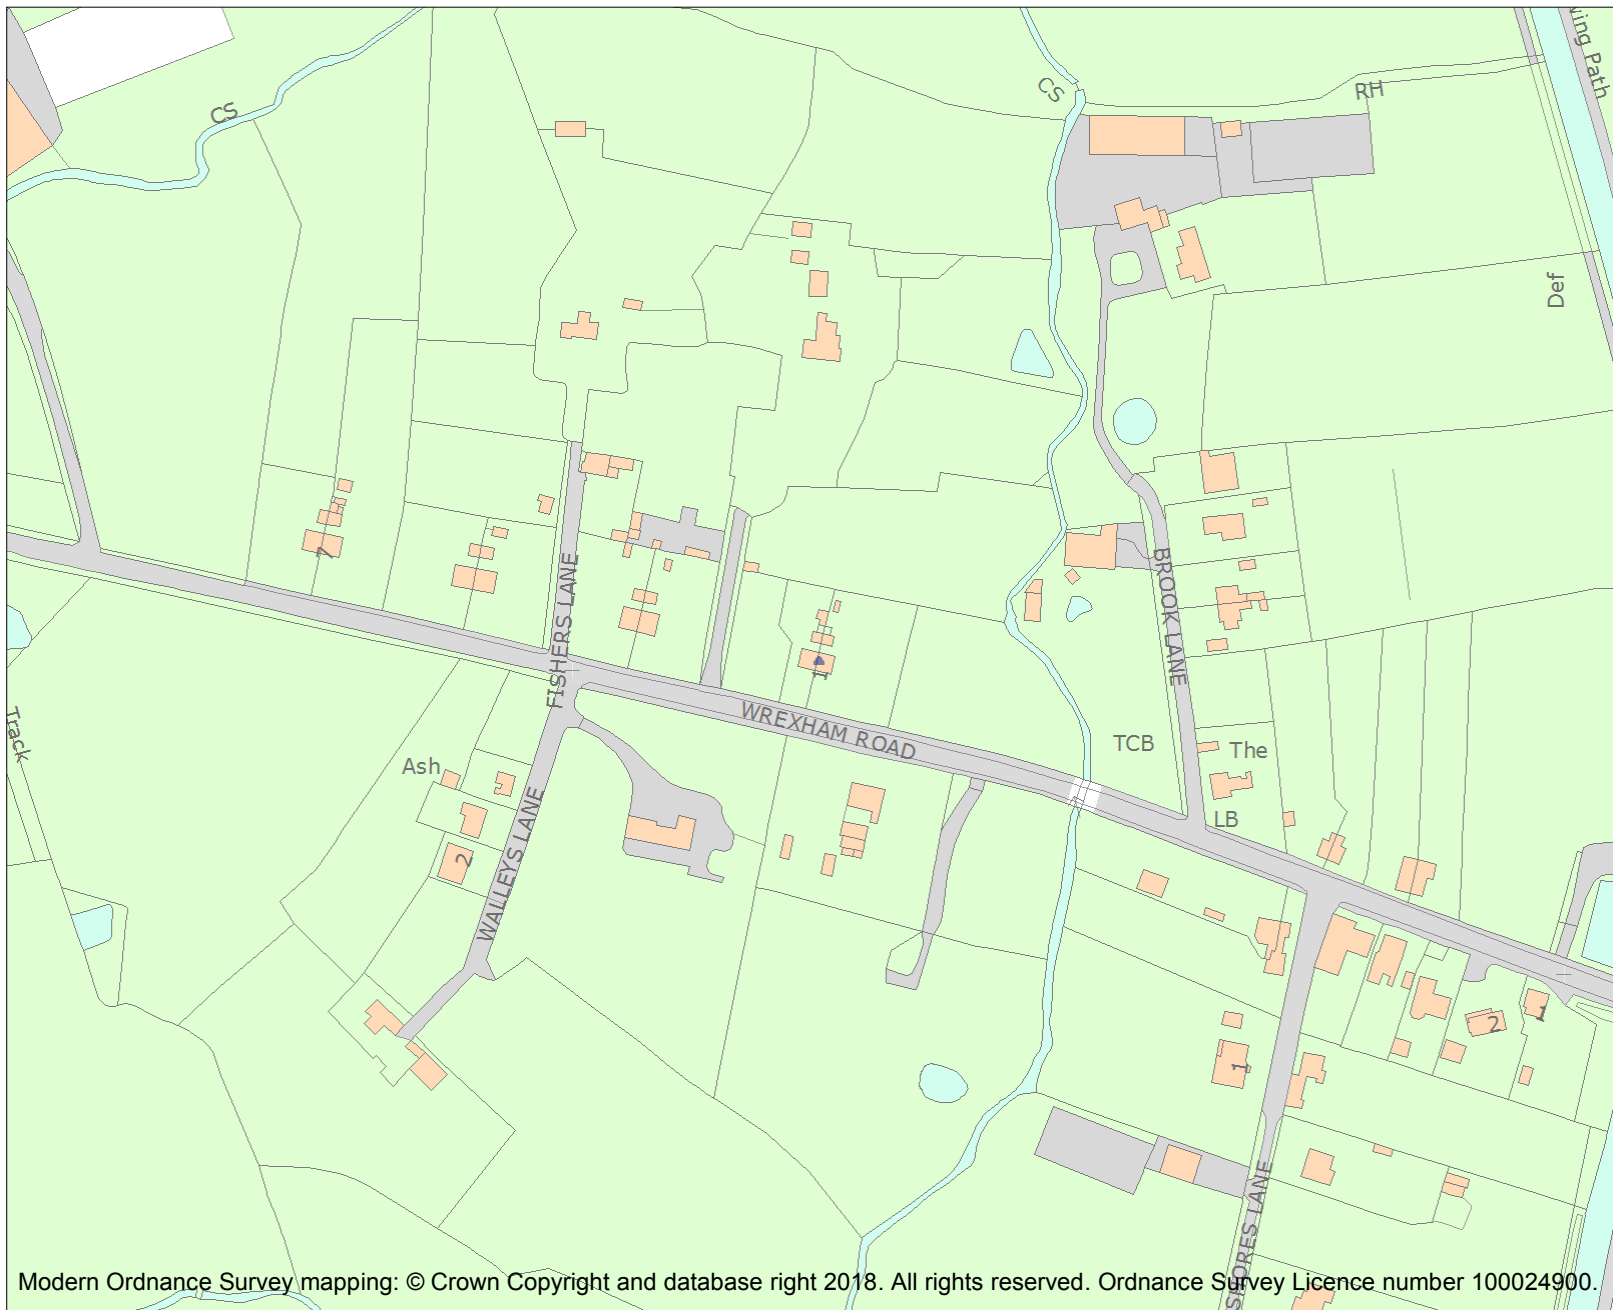 ving Path
CS
CS
RH
Def
7
FISHERS LANE
BROOK LANE
1
WREXHAM ROAD
Track
TCB
The
Ash
LB
2
WALLEYS LANE
2
1
1
SHORES LANE
Modern Ordnance Survey mapping: © Crown Copyright and database right 2018. All rights reserved. Ordnance Survey Licence number 100024900.